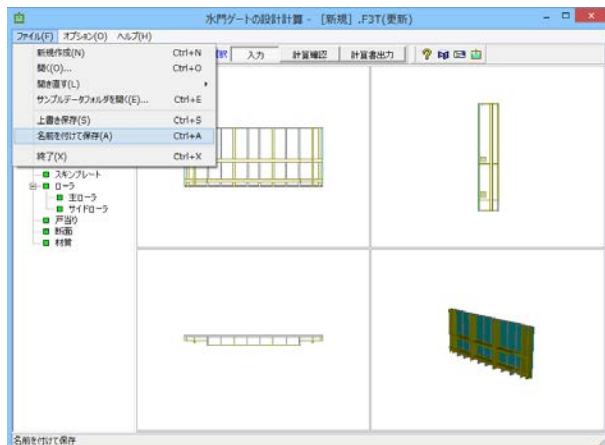 水門ゲートの設計計算 - [新規] .F3T(更新)
ファイル(F) オプション(O) ヘルプ(H)
択 入力 計算確認 計算書出力
新規作成(N) Ctrl+N
開く(O)... Ctrl+O
開き直す(L)
サンプルデータフォルダを開く(E)... Ctrl+E
上書き保存(S) Ctrl+S
名前を付けて保存(A) Ctrl+A
終了(X) Ctrl+X
スキンプレート
ローラ
主ローラ
サイドローラ
戸当り
断面
材質
名前を付けて保存